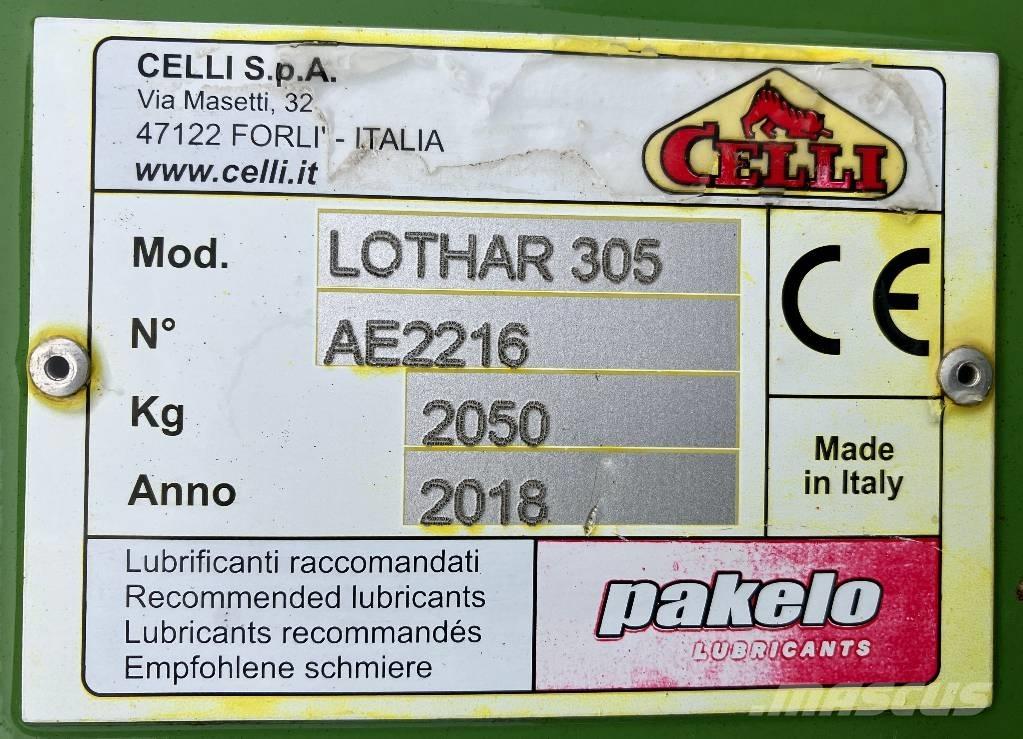 CELLI S.p.A.
Via Masetti, 32
47122 FORLI' - ITALIA
www.celli.it
CELLI
Mod. LOTHAR 305
N° AE2216
Kg 2050
Anno 2018
CE
Made
in Italy
Lubrificanti raccomandati
Recommended lubricants
Lubricants recommandés
Empfohlene schmiere
pakelo
LUBRICANTS
MASCUS